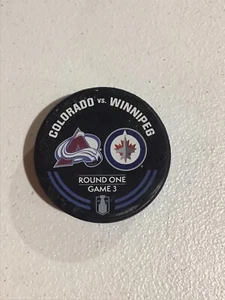 COLORADO vs. WINNIPEG
ROUND ONE
GAME 3